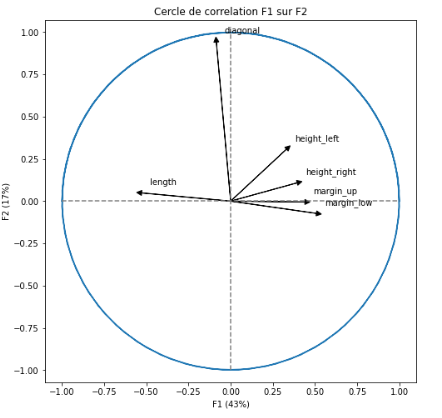 Cercle de correlation F1 sur F2
1.00
0.75
0.50
0.25
0.00
−0.25
−0.50
−0.75
−1.00
F2 (17%)
diagonal
height_left
height_right
length
margin_up
margin_low
−1.00 −0.75 −0.50 −0.25 0.00 0.25 0.50 0.75 1.00
F1 (43%)